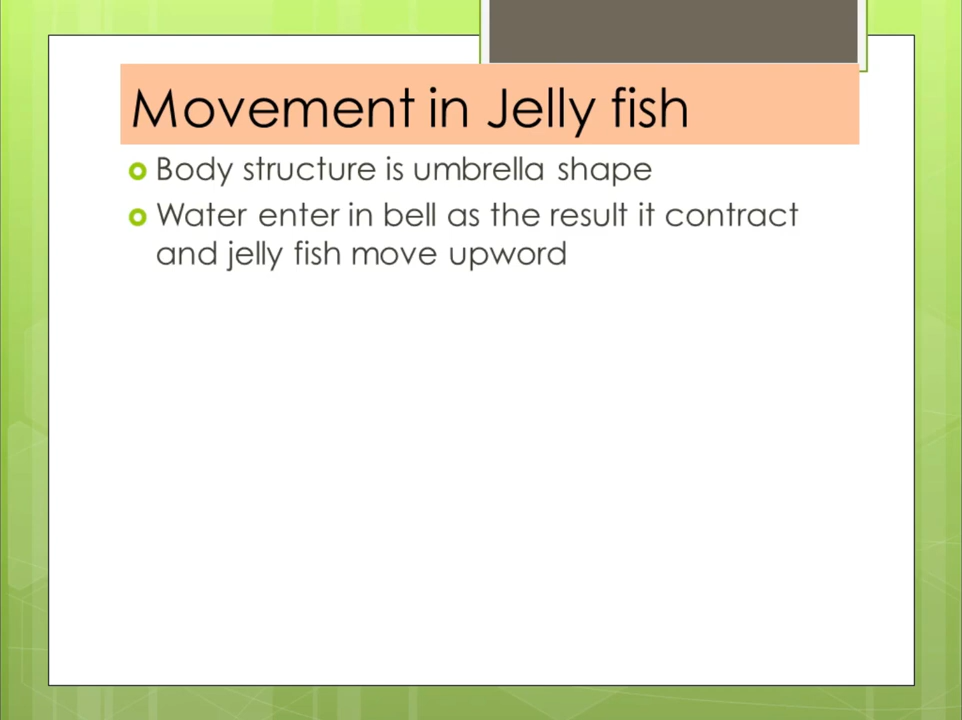 Movement in Jelly fish
Body structure is umbrella shape
Water enter in bell as the result it contract
and jelly fish move upword